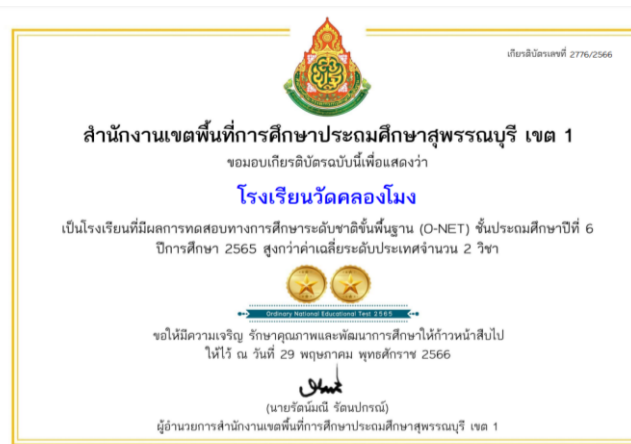 เกียรติบัตรเลขที่ 2776/2566
สำนักงานเขตพื้นที่การศึกษาประถมศึกษาสุพรรณบุรี เขต 1
ขอมอบเกียรติบัตรฉบับนี้เพื่อแสดงว่า
โรงเรียนวัดคลองโมง
เป็นโรงเรียนที่มีผลการทดสอบทางการศึกษาระดับชาติขั้นพื้นฐาน (O-NET) ชั้นประถมศึกษาปีที่ 6
ปีการศึกษา 2565 สูงกว่าค่าเฉลี่ยระดับประเทศจำนวน 2 วิชา
Ordinary National Educational Test 2565
ขอให้มีความเจริญ รักษาคุณภาพและพัฒนาการศึกษาให้ก้าวหน้าสืบไป
ให้ไว้ ณ วันที่ 29 พฤษภาคม พุทธศักราช 2566
(นายรัตน์มณี รัตนปกรณ์)
ผู้อำนวยการสำนักงานเขตพื้นที่การศึกษาประถมศึกษาสุพรรณบุรี เขต 1